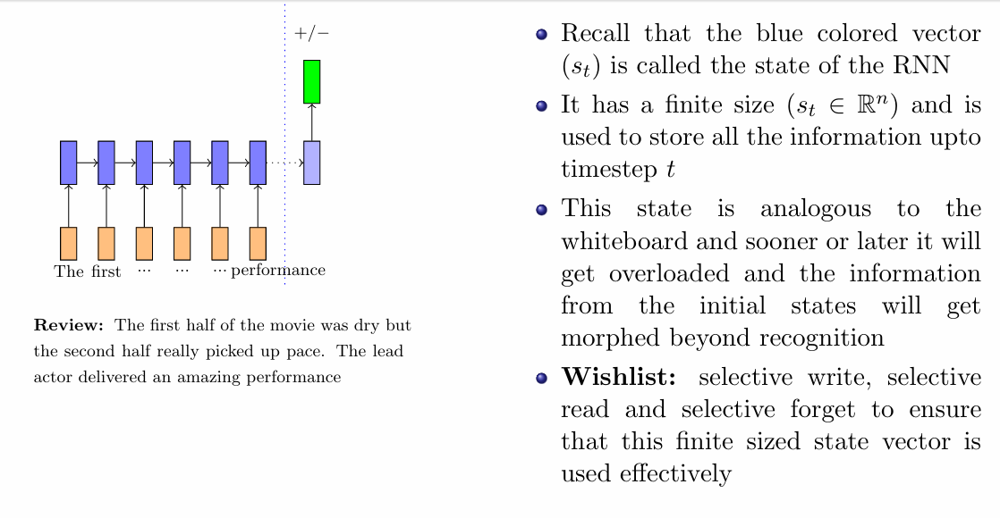 +/−
The first ... ... ... performance
Review: The first half of the movie was dry but
the second half really picked up pace. The lead
actor delivered an amazing performance
Recall that the blue colored vector
(sₜ) is called the state of the RNN
It has a finite size (sₜ ∈ ℝⁿ) and is
used to store all the information upto
timestep t
This state is analogous to the
whiteboard and sooner or later it will
get overloaded and the information
from the initial states will get
morphed beyond recognition
Wishlist: selective write, selective
read and selective forget to ensure
that this finite sized state vector is
used effectively